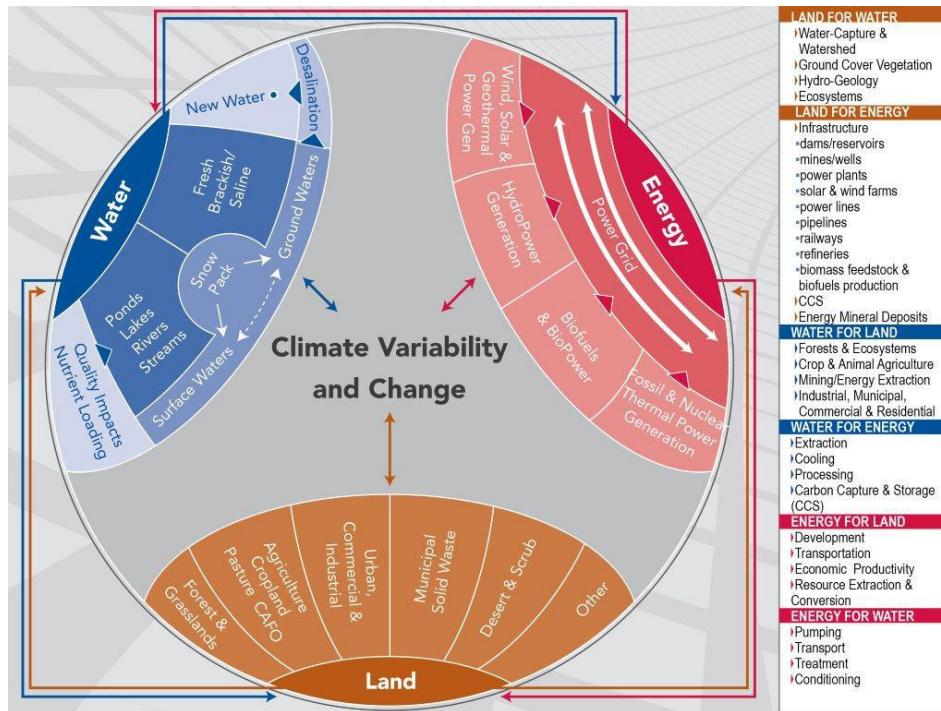 Desalination
New Water
Fresh
Brackish/
Saline
Ground Waters
Water
Snow
Pack
Ponds
Lakes
Rivers
Streams
Surface Waters
Quality Impacts
Nutrient Loading
Wind, Solar &
Geothermal
Power Gen
HydroPower
Generation
Biofuels
& BioPower
Fossil & Nuclear
Thermal Power
Generation
Power Grid
Energy
Climate Variability
and Change
Forest &
Grasslands
Agriculture
Cropland
Pasture CAFO
Urban,
Commercial &
Industrial
Municipal
Solid Waste
Desert & Scrub
Other
Land
LAND FOR WATER
Water-Capture &
Watershed
Ground Cover Vegetation
Hydro-Geology
Ecosystems
LAND FOR ENERGY
Infrastructure
dams/reservoirs
mines/wells
power plants
solar & wind farms
power lines
pipelines
railways
refineries
biomass feedstock &
biofuels production
CCS
Energy Mineral Deposits
WATER FOR LAND
Forests & Ecosystems
Crop & Animal Agriculture
Mining/Energy Extraction
Industrial, Municipal,
Commercial & Residential
WATER FOR ENERGY
Extraction
Cooling
Processing
Carbon Capture & Storage
(CCS)
ENERGY FOR LAND
Development
Transportation
Economic Productivity
Resource Extraction &
Conversion
ENERGY FOR WATER
Pumping
Transport
Treatment
Conditioning